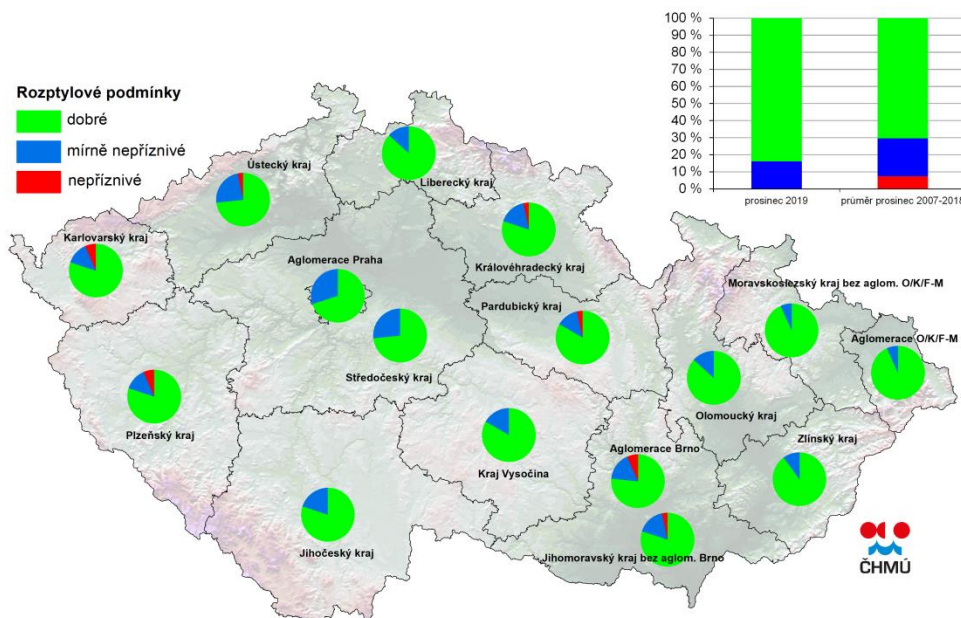 Rozptylové podmínky
dobré
mírně nepříznivé
nepříznivé
100 %
90 %
80 %
70 %
60 %
50 %
40 %
30 %
20 %
10 %
0 %
prosinec 2019
průměr prosinec 2007-2018
Ústecký kraj
Liberecký kraj
Karlovarský kraj
Aglomerace Praha
Královéhradecký kraj
Moravskoslezský kraj bez aglom. O/K/F-M
Pardubický kraj
Aglomerace O/K/F-M
Středočeský kraj
Olomoucký kraj
Plzeňský kraj
Kraj Vysočina
Aglomerace Brno
Zlínský kraj
Jihočeský kraj
Jihomoravský kraj bez aglom. Brno
ČHMÚ